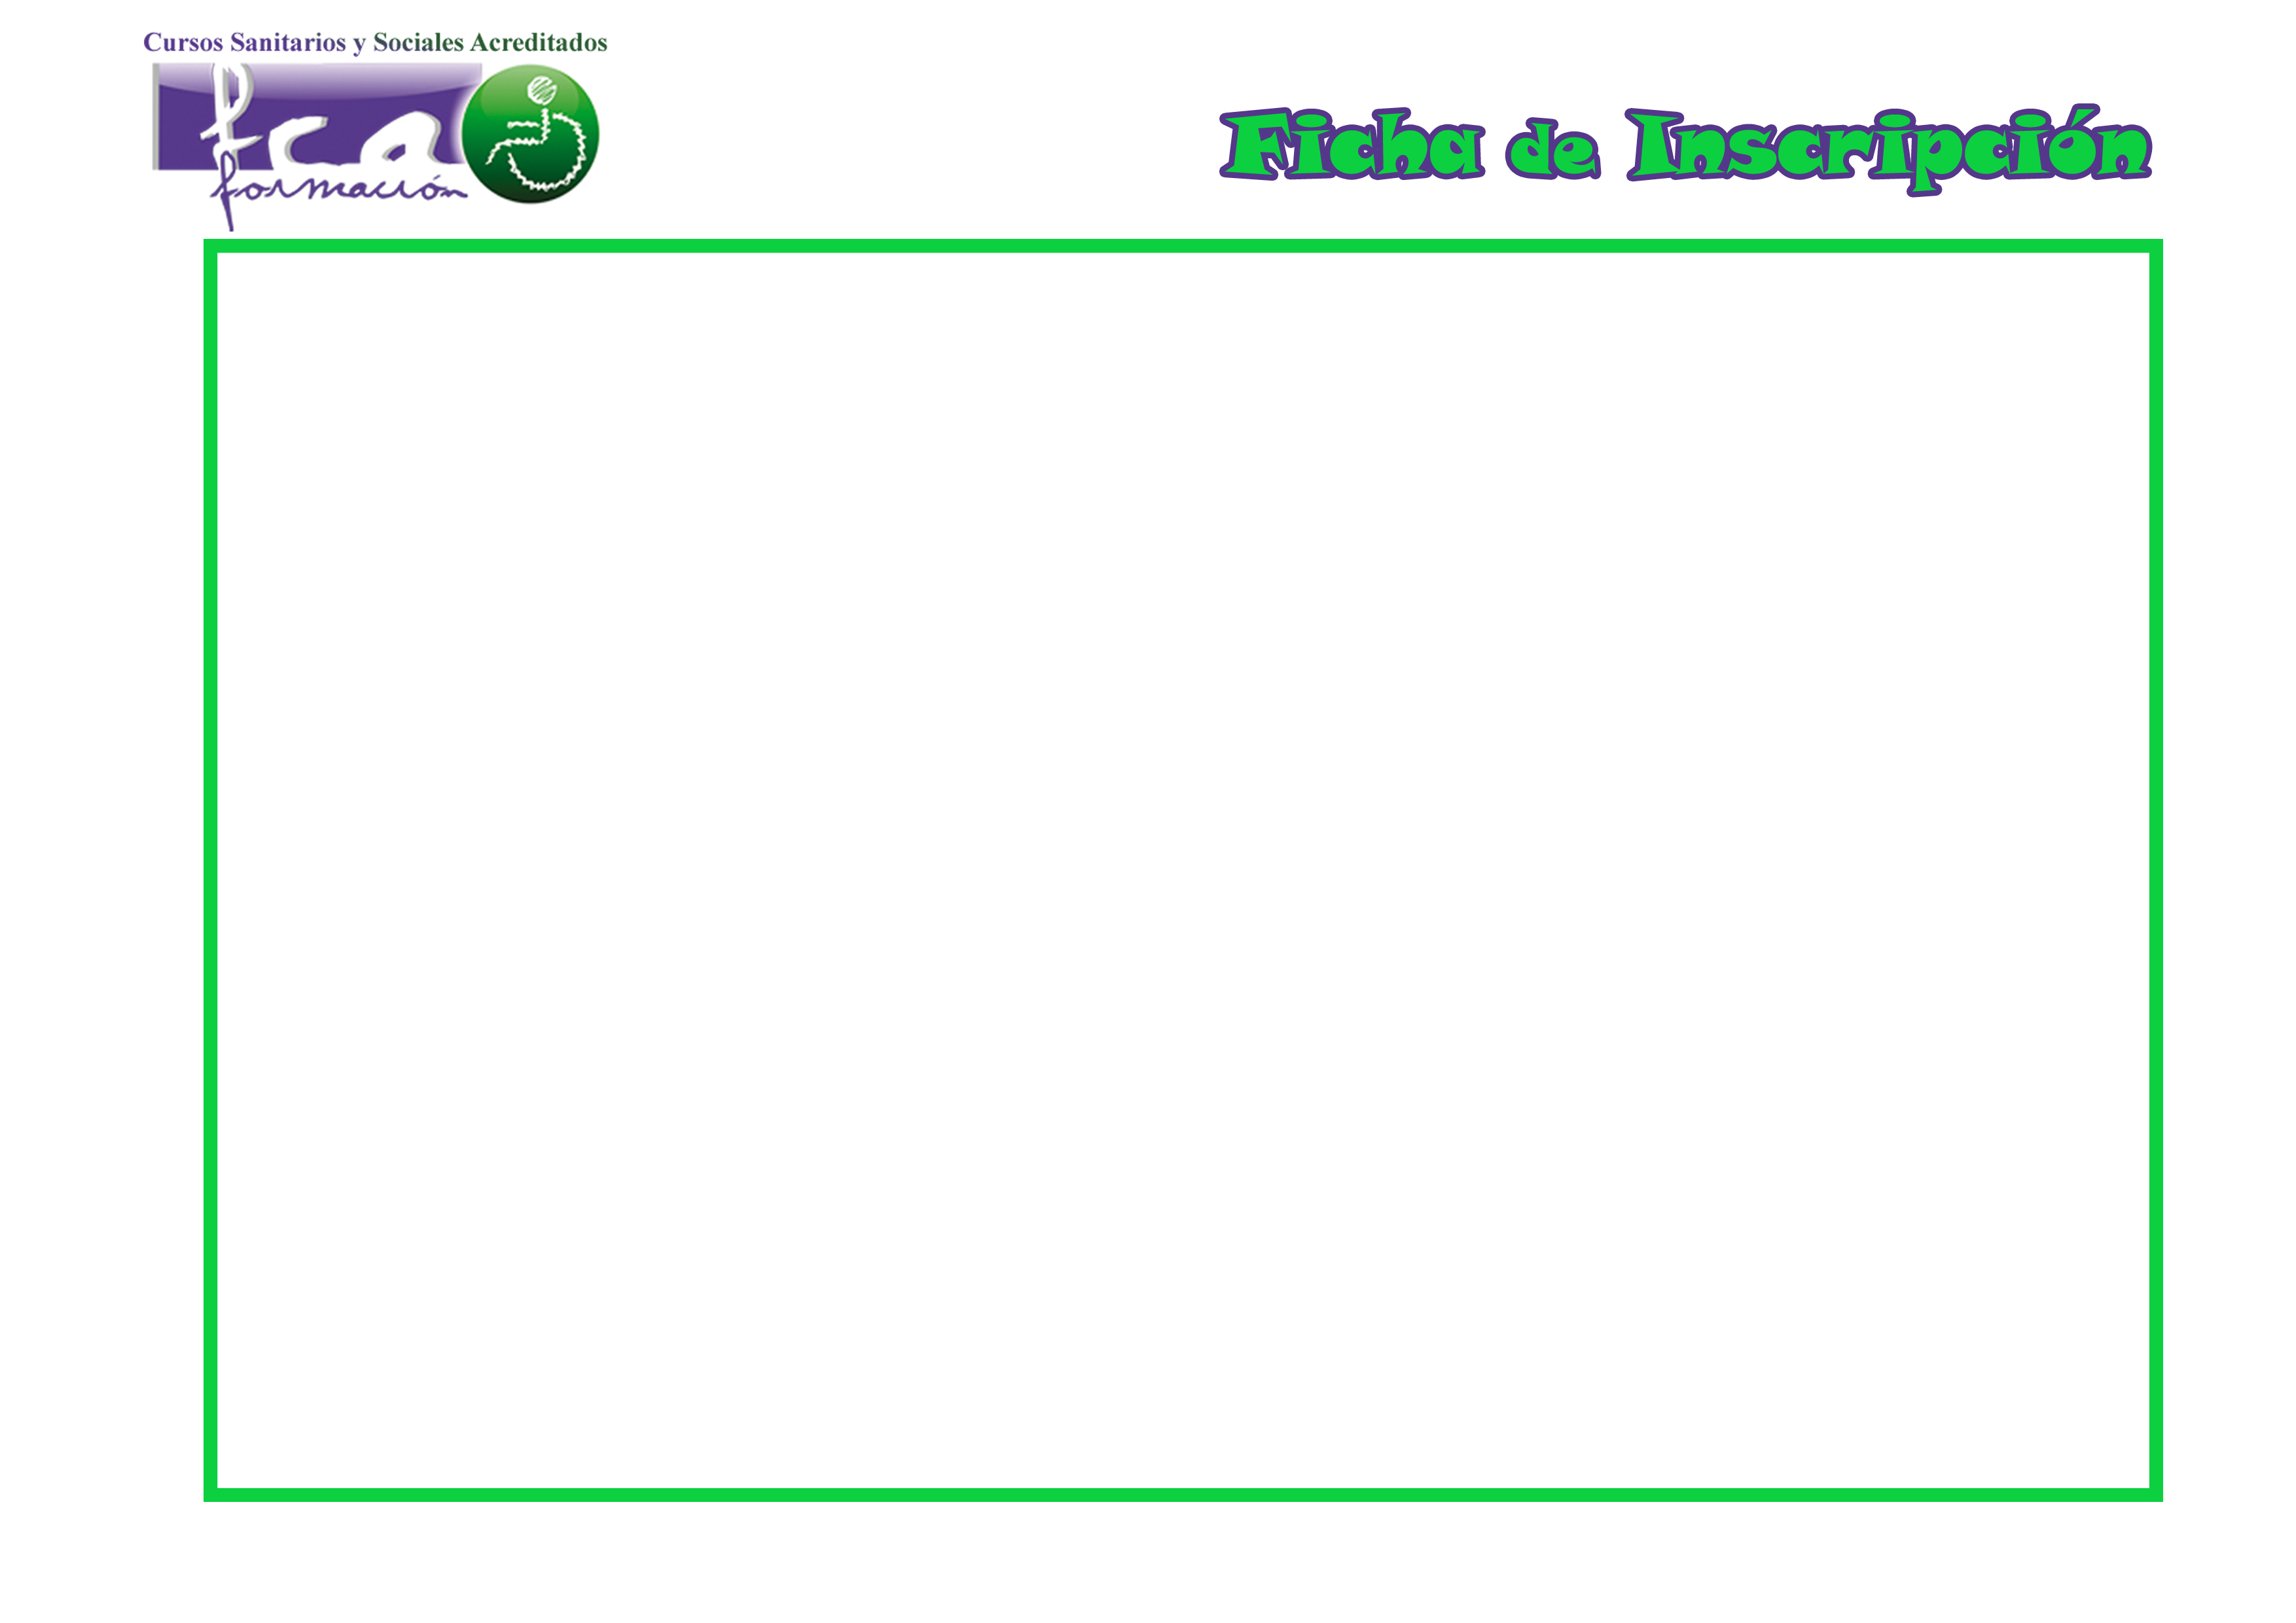 Cursos Sanitarios y Sociales Acreditados
fca
formación
Ficha de Inscripción